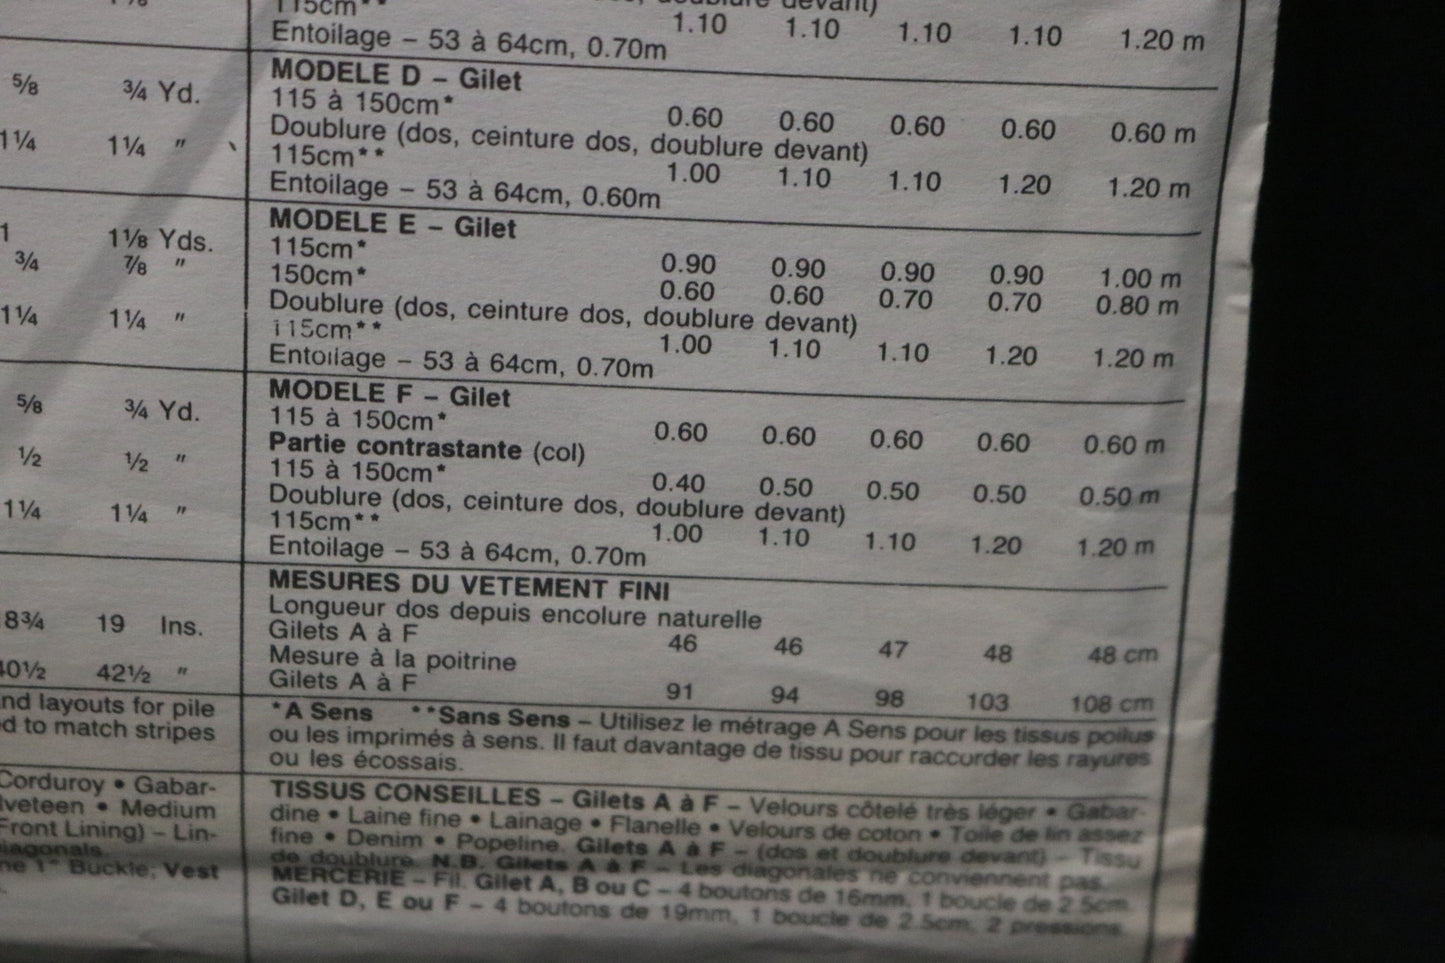 115cm**
Entoilage – 53 à 64cm, 0.70m 1.10 1.10 1.10 1.10 1.20 m
MODELE D – Gilet
115 à 150cm* 0.60 0.60 0.60 0.60 0.60 m
Doublure (dos, ceinture dos, doublure devant)
115cm** 1.00 1.10 1.10 1.20 1.20 m
Entoilage – 53 à 64cm, 0.60m
MODELE E – Gilet
115cm* 0.90 0.90 0.90 0.90 1.00 m
150cm* 0.60 0.60 0.70 0.70 0.80 m
Doublure (dos, ceinture dos, doublure devant)
115cm** 1.00 1.10 1.10 1.20 1.20 m
Entoilage – 53 à 64cm, 0.70m
MODELE F – Gilet
115 à 150cm* 0.60 0.60 0.60 0.60 0.60 m
Partie contrastante (col)
115 à 150cm* 0.40 0.50 0.50 0.50 0.50 m
Doublure (dos, ceinture dos, doublure devant)
115cm** 1.00 1.10 1.10 1.20 1.20 m
Entoilage – 53 à 64cm, 0.70m
MESURES DU VETEMENT FINI
Longueur dos depuis encolure naturelle
Gilets A à F 46 46 47 48 48 cm
Mesure à la poitrine
Gilets A à F 91 94 98 103 108 cm
*A Sens **Sans Sens – Utilisez le métrage A Sens pour les tissus poilus
ou les imprimés à sens. Il faut davantage de tissu pour raccorder les rayures
ou les écossais.
TISSUS CONSEILLES – Gilets A à F – Velours côtelé très léger • Gabar-
dine • Laine fine • Lainage • Flanelle • Velours de coton • Toile de lin assez
fine • Denim • Popeline. Gilets A à F – (dos et doublure devant) – Tissu
de doublure. N.B. Gilets A à F – Les diagonales ne conviennent pas.
MERCERIE – Fil. Gilet A, B ou C – 4 boutons de 16mm, 1 boucle de 2.5cm.
Gilet D, E ou F – 4 boutons de 19mm, 1 boucle de 2.5cm, 2 pressions.
5/8 3/4 Yd.
1¼ 1¼ "
1 1⅛ Yds.
¾ ⅞ "
1¼ 1¼ "
5/8 ¾ Yd.
½ ½ "
1¼ 1¼ "
8¾ 19 Ins.
40½ 42½ "
nd layouts for pile
d to match stripes
Corduroy • Gabar-
lveteen • Medium
Front Lining) – Lin-
iagonals.
ne 1" Buckle, Vest